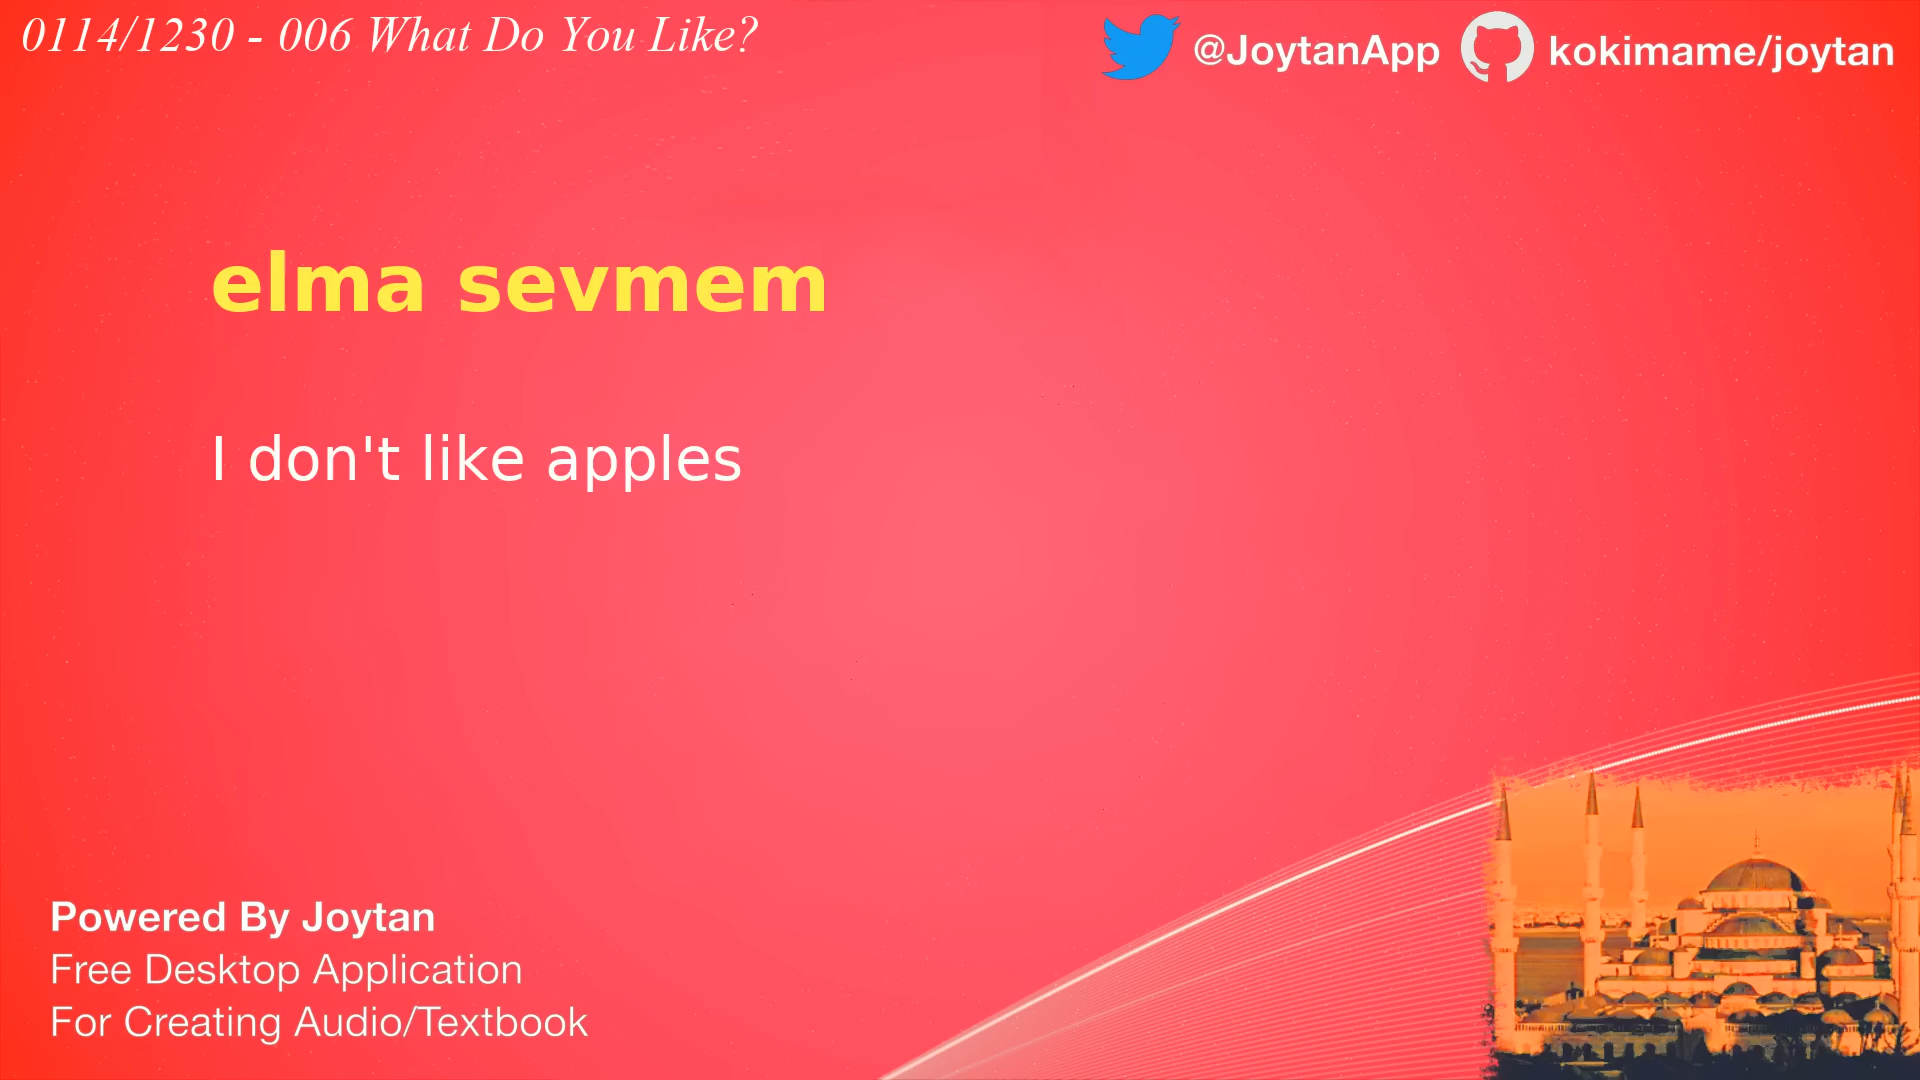 0114/1230 - 006 What Do You Like?
@JoytanApp
kokimame/joytan
elma sevmem
I don't like apples
Powered By Joytan
Free Desktop Application
For Creating Audio/Textbook